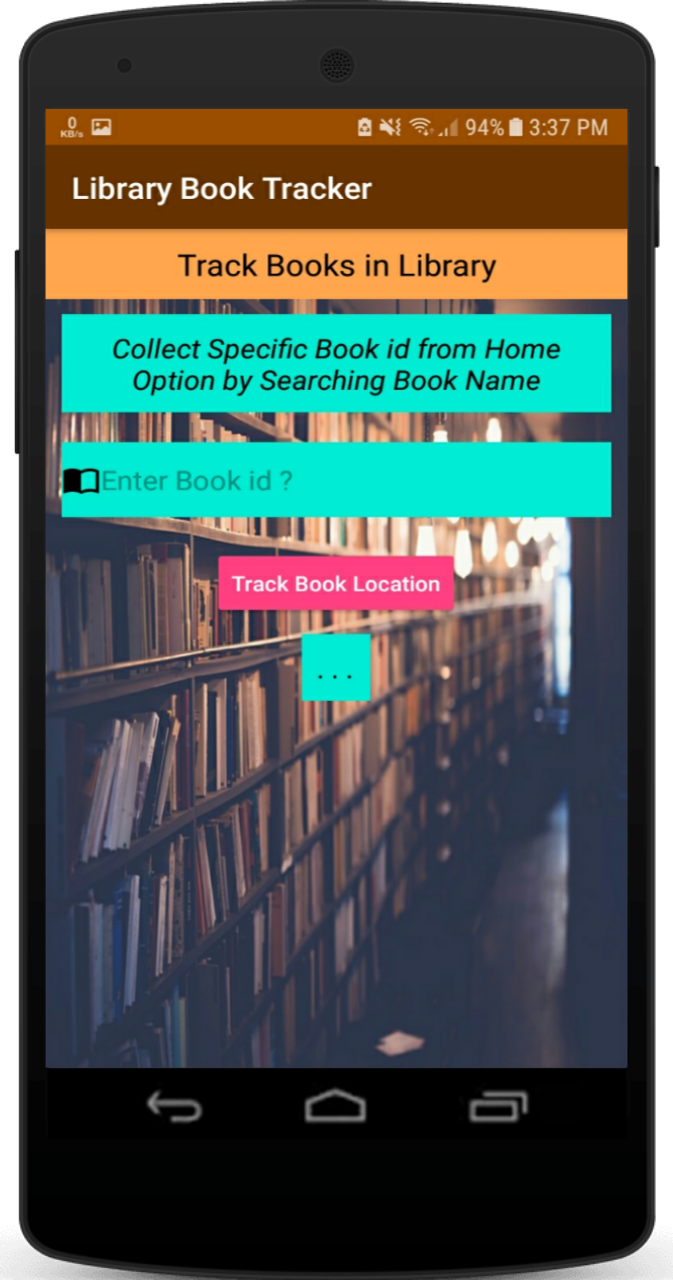 0
KB/s
94% 3:37 PM
Library Book Tracker
Track Books in Library
Collect Specific Book id from Home
Option by Searching Book Name
Enter Book id ?
Track Book Location
. . .